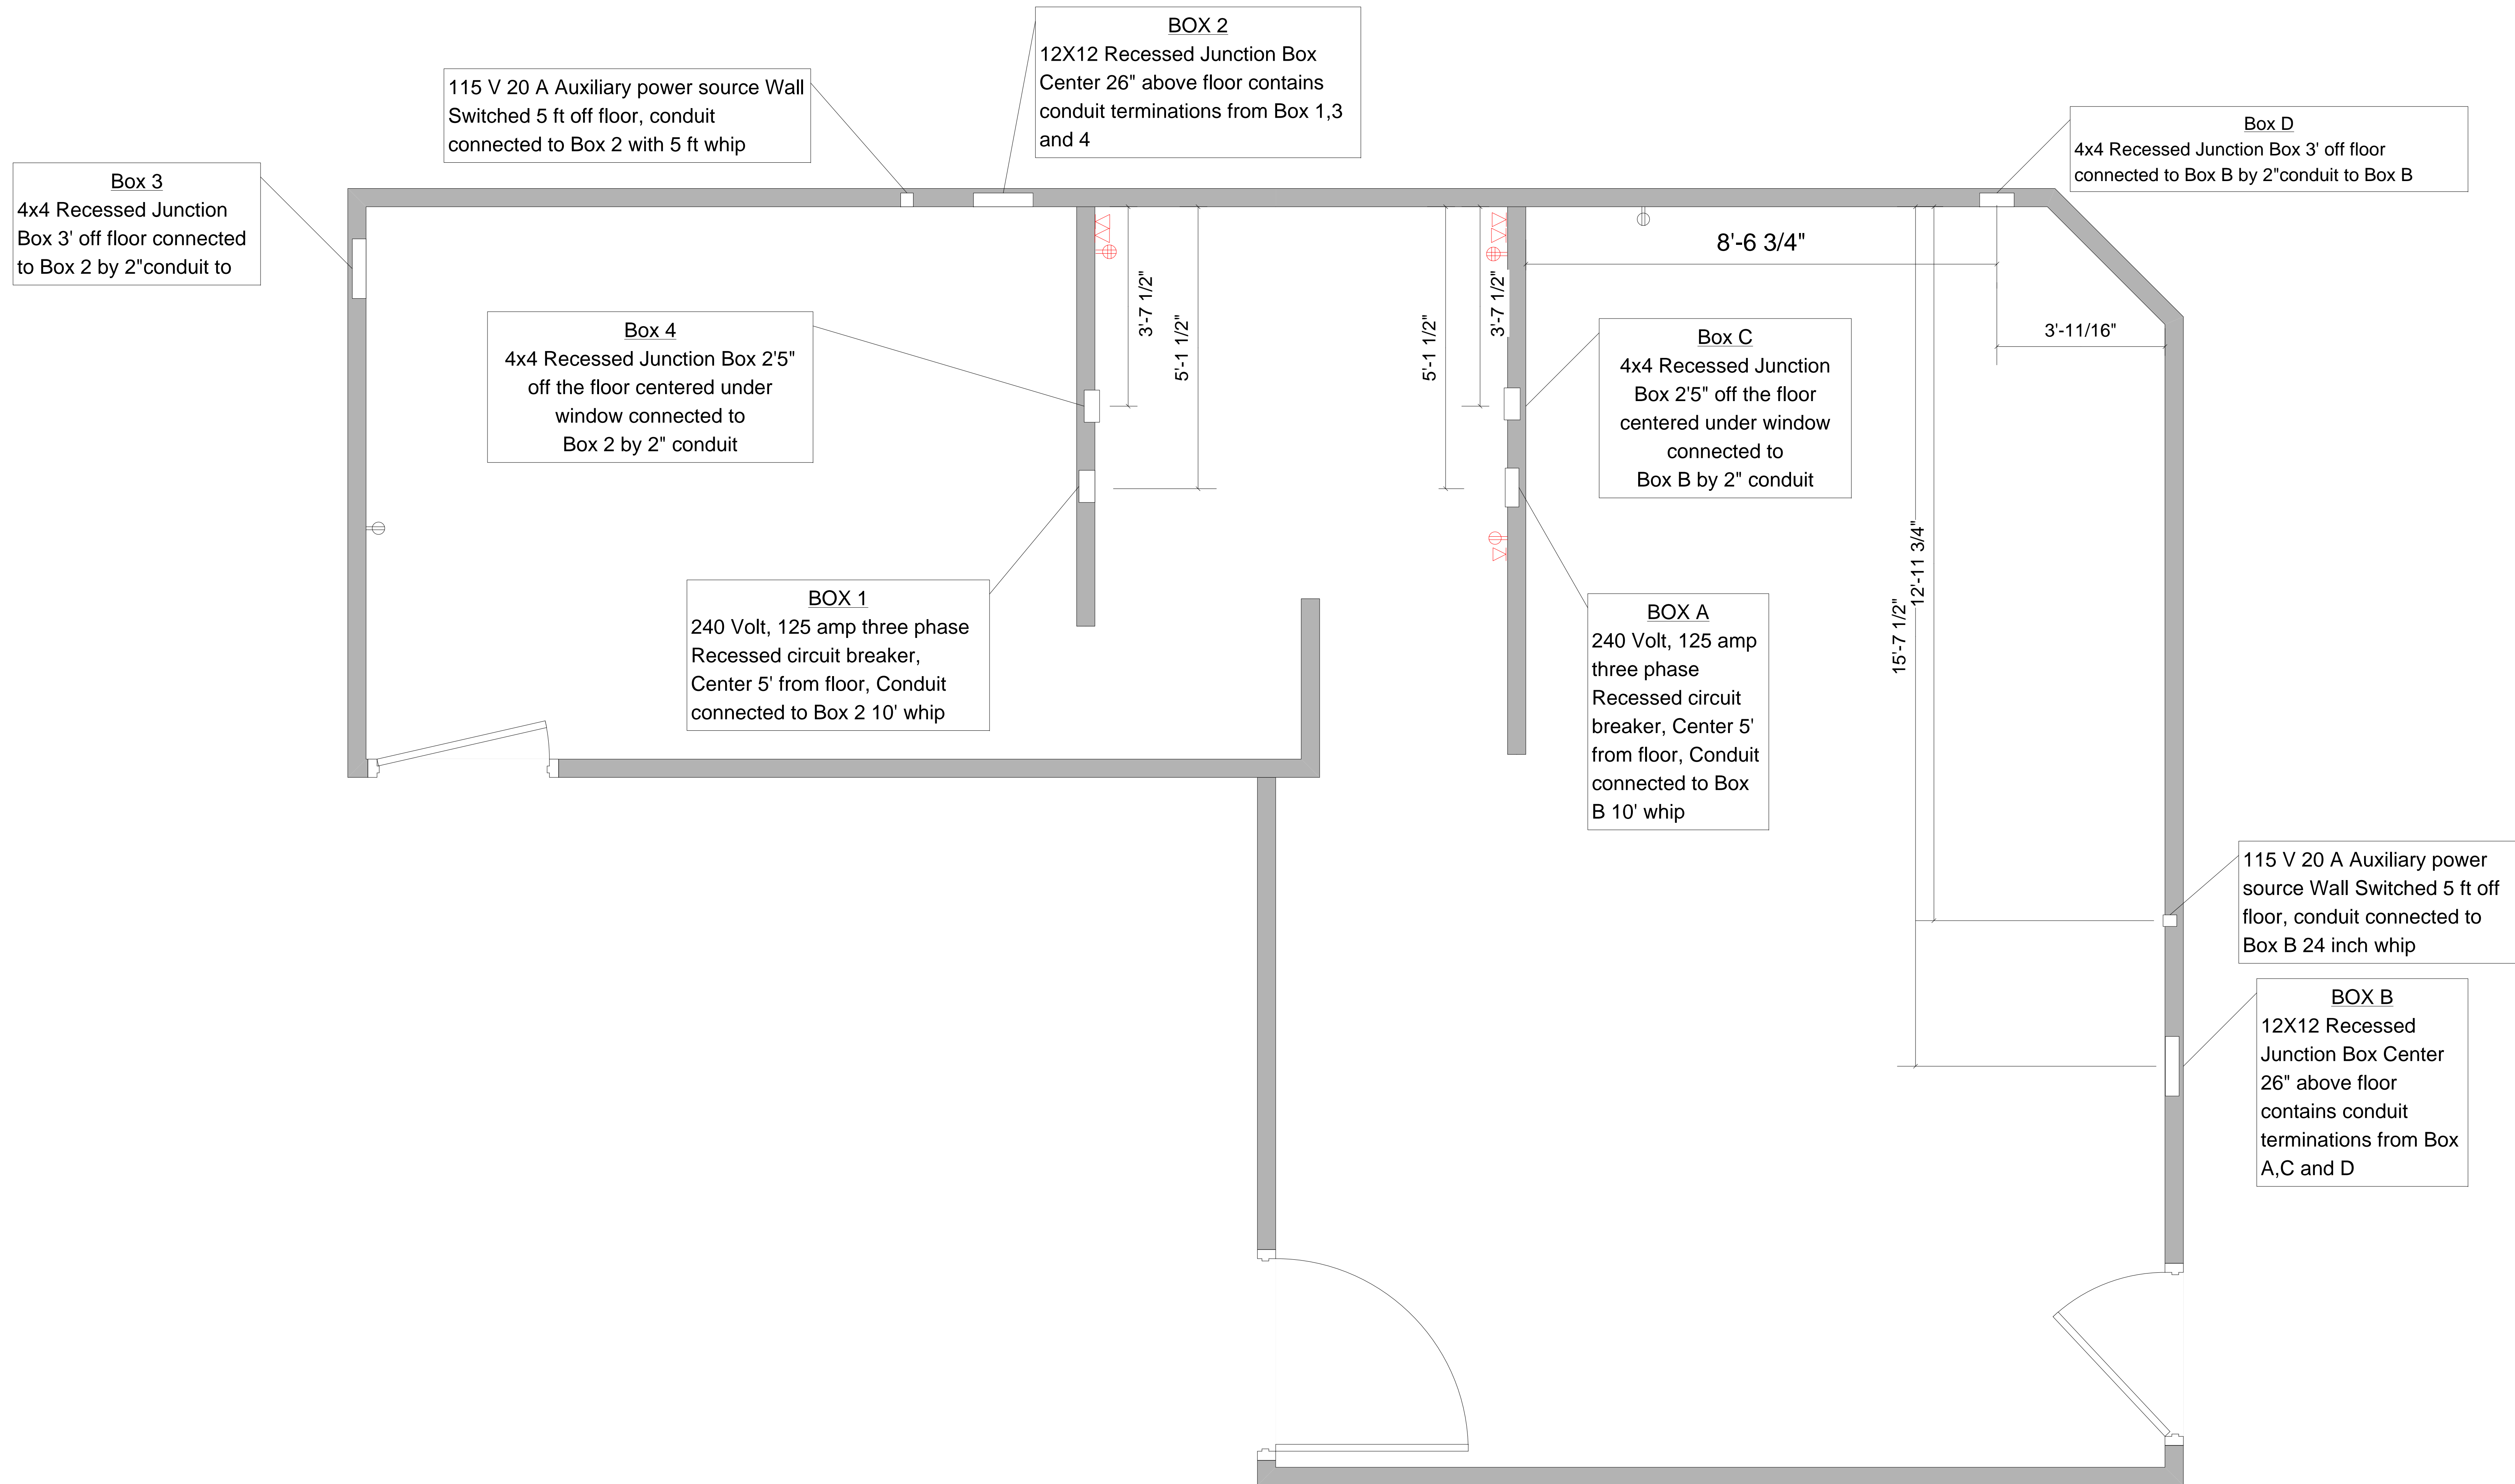 BOX 2
12X12 Recessed Junction Box
Center 26" above floor contains
conduit terminations from Box 1,3
and 4
115 V 20 A Auxiliary power source Wall
Switched 5 ft off floor, conduit
connected to Box 2 with 5 ft whip
Box D
4x4 Recessed Junction Box 3' off floor
connected to Box B by 2"conduit to Box B
Box 3
4x4 Recessed Junction
Box 3' off floor connected
to Box 2 by 2"conduit to
8'-6 3/4"
3'-7 1/2"
5'-1 1/2"
5'-1 1/2"
3'-7 1/2"
3'-11/16"
Box 4
4x4 Recessed Junction Box 2'5"
off the floor centered under
window connected to
Box 2 by 2" conduit
Box C
4x4 Recessed Junction
Box 2'5" off the floor
centered under window
connected to
Box B by 2" conduit
12'-11 3/4"
15'-7 1/2"
BOX 1
240 Volt, 125 amp three phase
Recessed circuit breaker,
Center 5' from floor, Conduit
connected to Box 2 10' whip
BOX A
240 Volt, 125 amp
three phase
Recessed circuit
breaker, Center 5'
from floor, Conduit
connected to Box
B 10' whip
115 V 20 A Auxiliary power
source Wall Switched 5 ft off
floor, conduit connected to
Box B 24 inch whip
BOX B
12X12 Recessed
Junction Box Center
26" above floor
contains conduit
terminations from Box
A,C and D